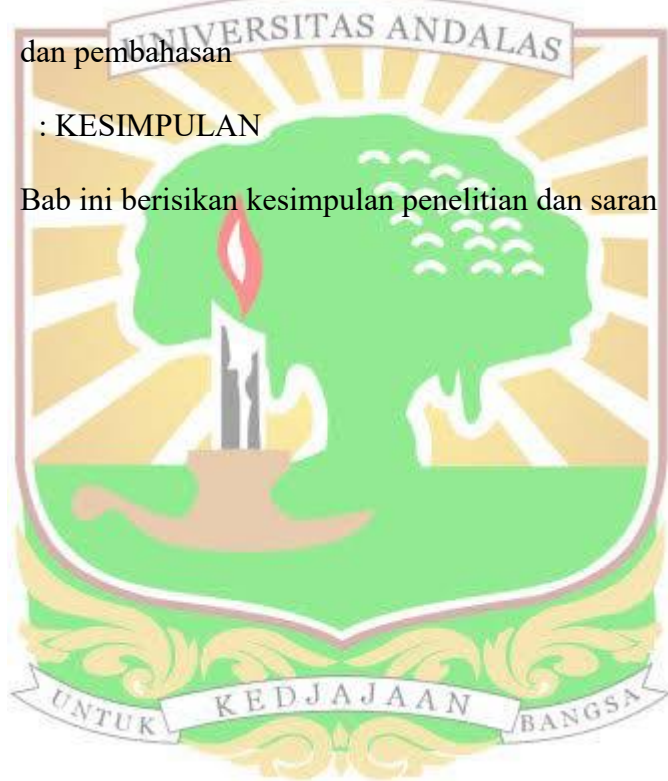 UNIVERSITAS ANDALAS
dan pembahasan
: KESIMPULAN
Bab ini berisikan kesimpulan penelitian dan saran
UNTUK KEDJAJAAN BANGSA